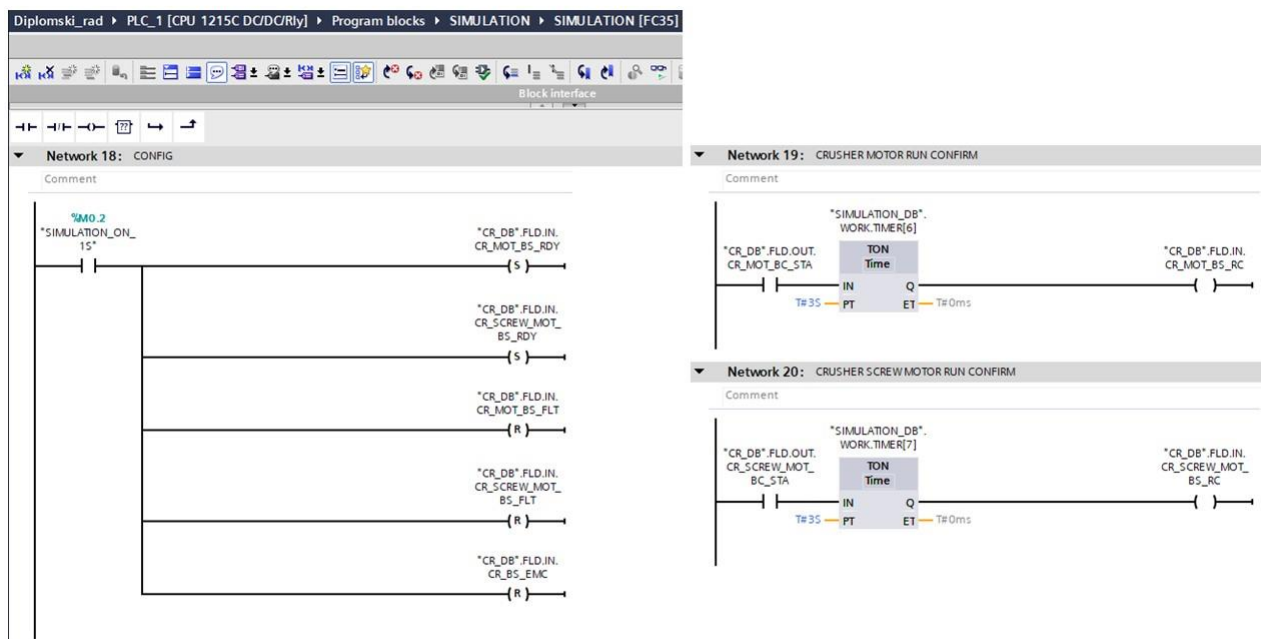 Diplomski_rad ▸ PLC_1 [CPU 1215C DC/DC/Rly] ▸ Program blocks ▸ SIMULATION ▸ SIMULATION [FC35]
Block interface
??
Network 18: CONFIG
Comment
%M0.2
"SIMULATION_ON_
1S"
"CR_DB".FLD.IN.
CR_MOT_BS_RDY
S
"CR_DB".FLD.IN.
CR_SCREW_MOT_
BS_RDY
S
"CR_DB".FLD.IN.
CR_MOT_BS_FLT
R
"CR_DB".FLD.IN.
CR_SCREW_MOT_
BS_FLT
R
"CR_DB".FLD.IN.
CR_BS_EMC
R
Network 19: CRUSHER MOTOR RUN CONFIRM
Comment
"SIMULATION_DB".
WORK.TIMER[6]
"CR_DB".FLD.OUT.
CR_MOT_BC_STA
TON
Time
"CR_DB".FLD.IN.
CR_MOT_BS_RC
IN Q
T#3S PT ET T#0ms
Network 20: CRUSHER SCREW MOTOR RUN CONFIRM
Comment
"SIMULATION_DB".
WORK.TIMER[7]
"CR_DB".FLD.OUT.
CR_SCREW_MOT_
BC_STA
TON
Time
"CR_DB".FLD.IN.
CR_SCREW_MOT_
BS_RC
IN Q
T#3S PT ET T#0ms